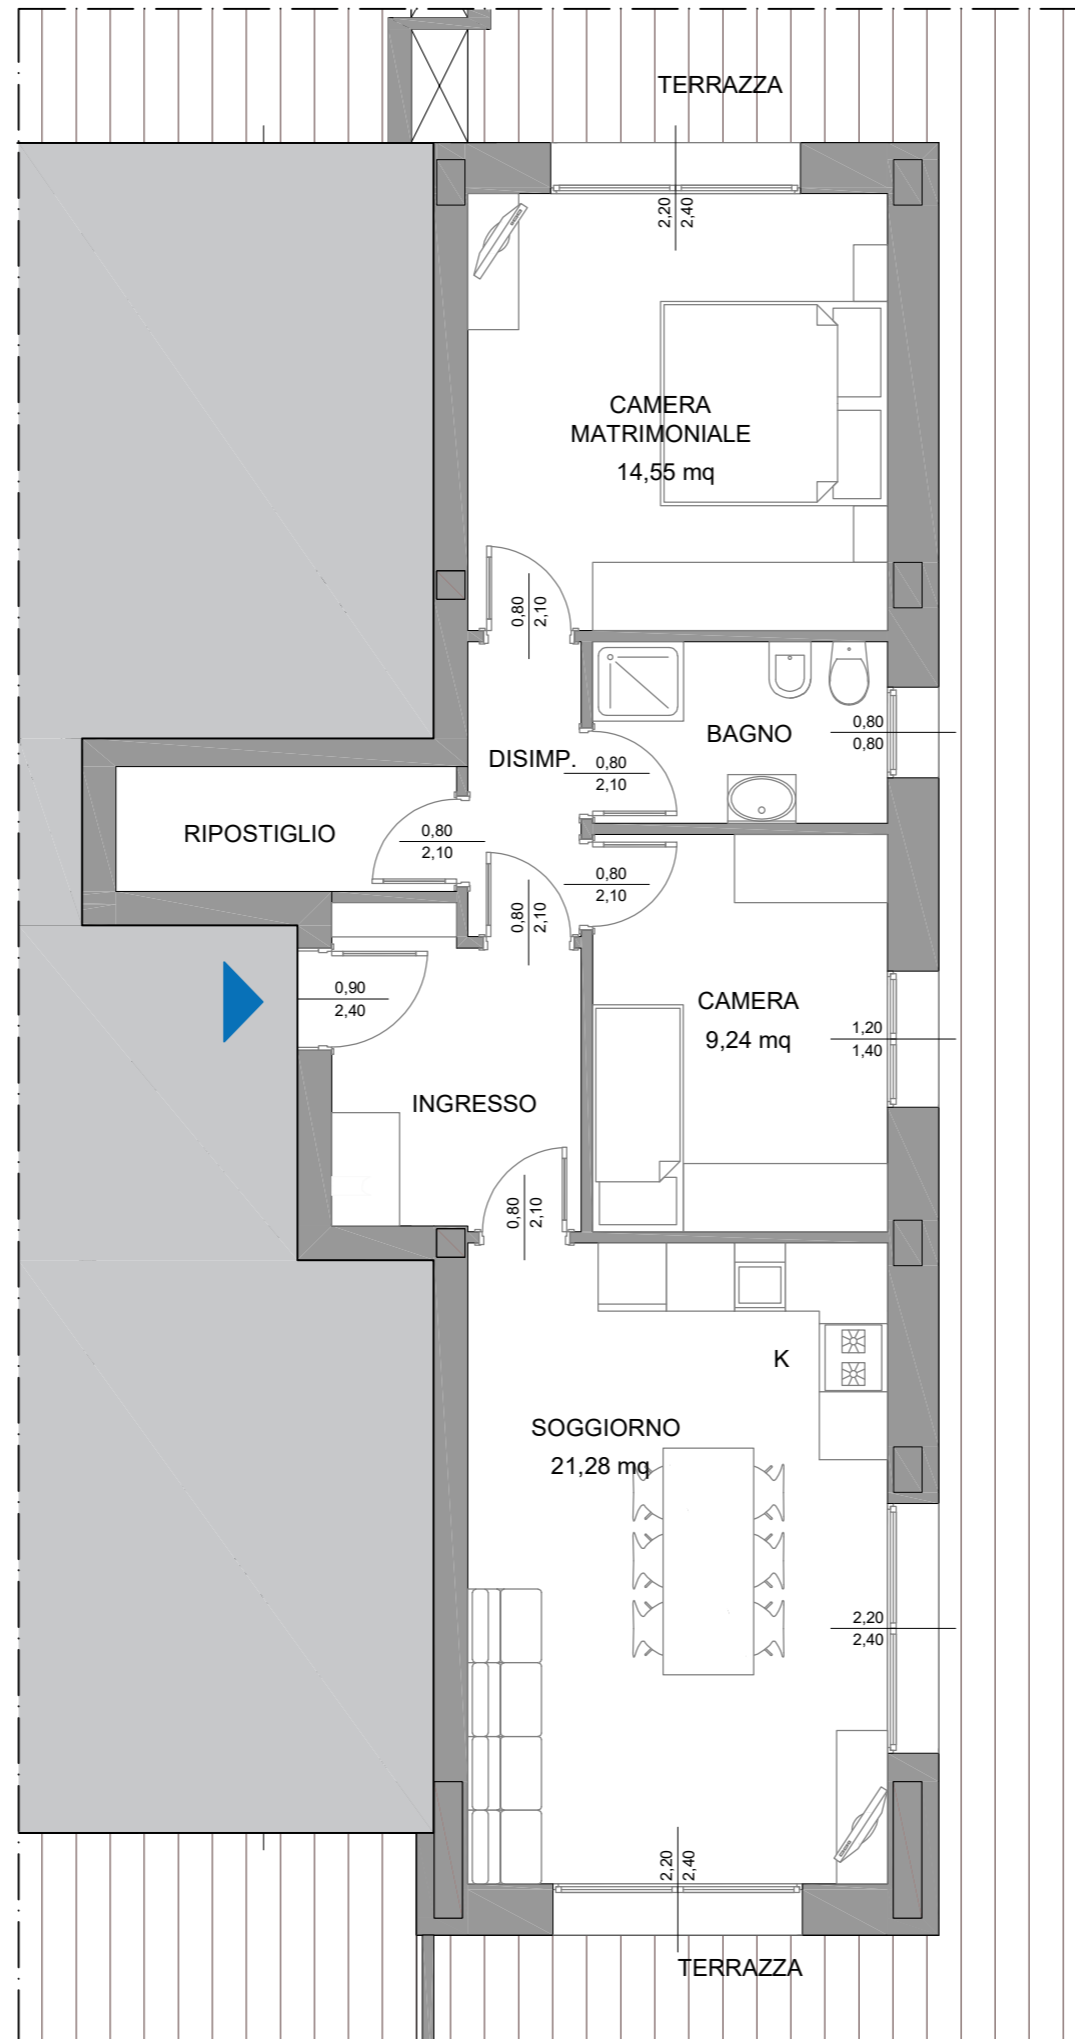 TERRAZZA
2,20
2,40
CAMERA
MATRIMONIALE
14,55 mq
0,80
2,10
BAGNO
0,80
0,80
DISIMP.
0,80
2,10
RIPOSTIGLIO
0,80
2,10
0,80
2,10
0,80
2,10
0,90
2,40
CAMERA
9,24 mq
1,20
1,40
INGRESSO
0,80
2,10
K
SOGGIORNO
21,28 mq
2,20
2,40
2,20
2,40
TERRAZZA